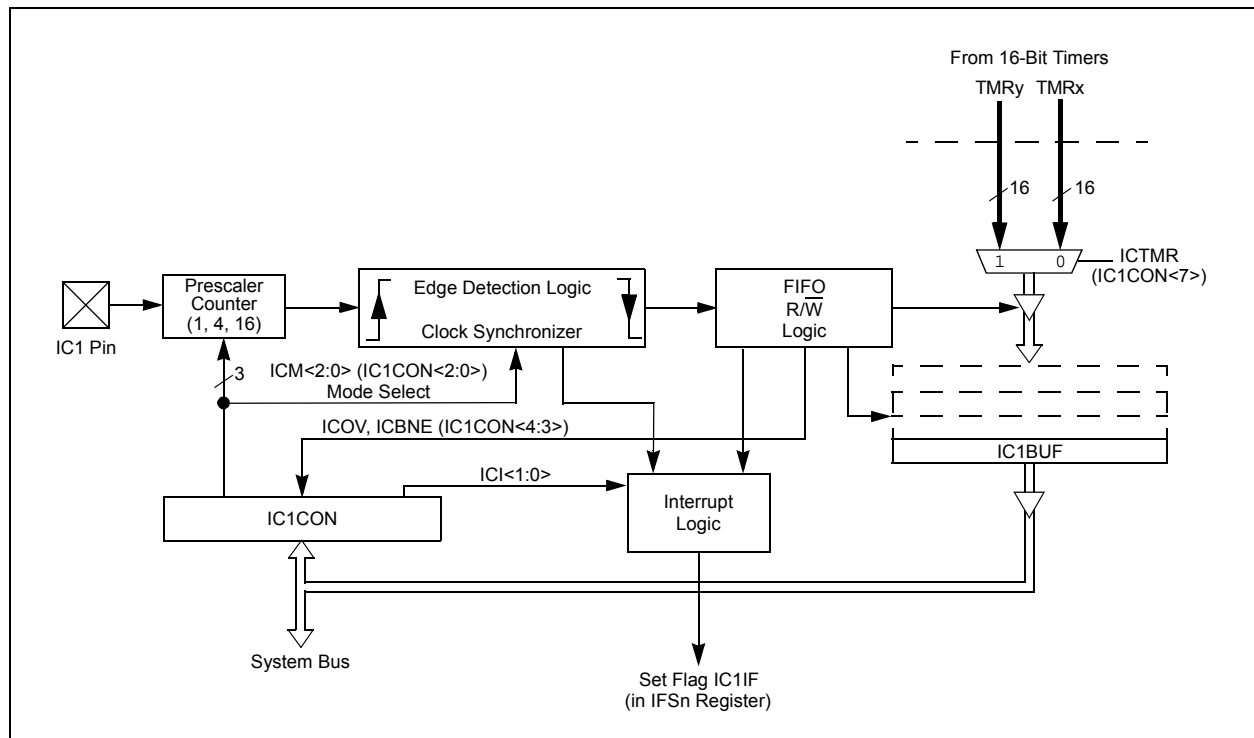 From 16-Bit Timers
TMRy TMRx
16 16
1 0
ICTMR
(IC1CON<7>)
Prescaler
Counter
(1, 4, 16)
Edge Detection Logic
Clock Synchronizer
FIFO
R/W̅
Logic
IC1 Pin
3
ICM<2:0> (IC1CON<2:0>)
Mode Select
ICOV, ICBNE (IC1CON<4:3>)
IC1BUF
ICI<1:0>
IC1CON
Interrupt
Logic
System Bus
Set Flag IC1IF
(in IFSn Register)